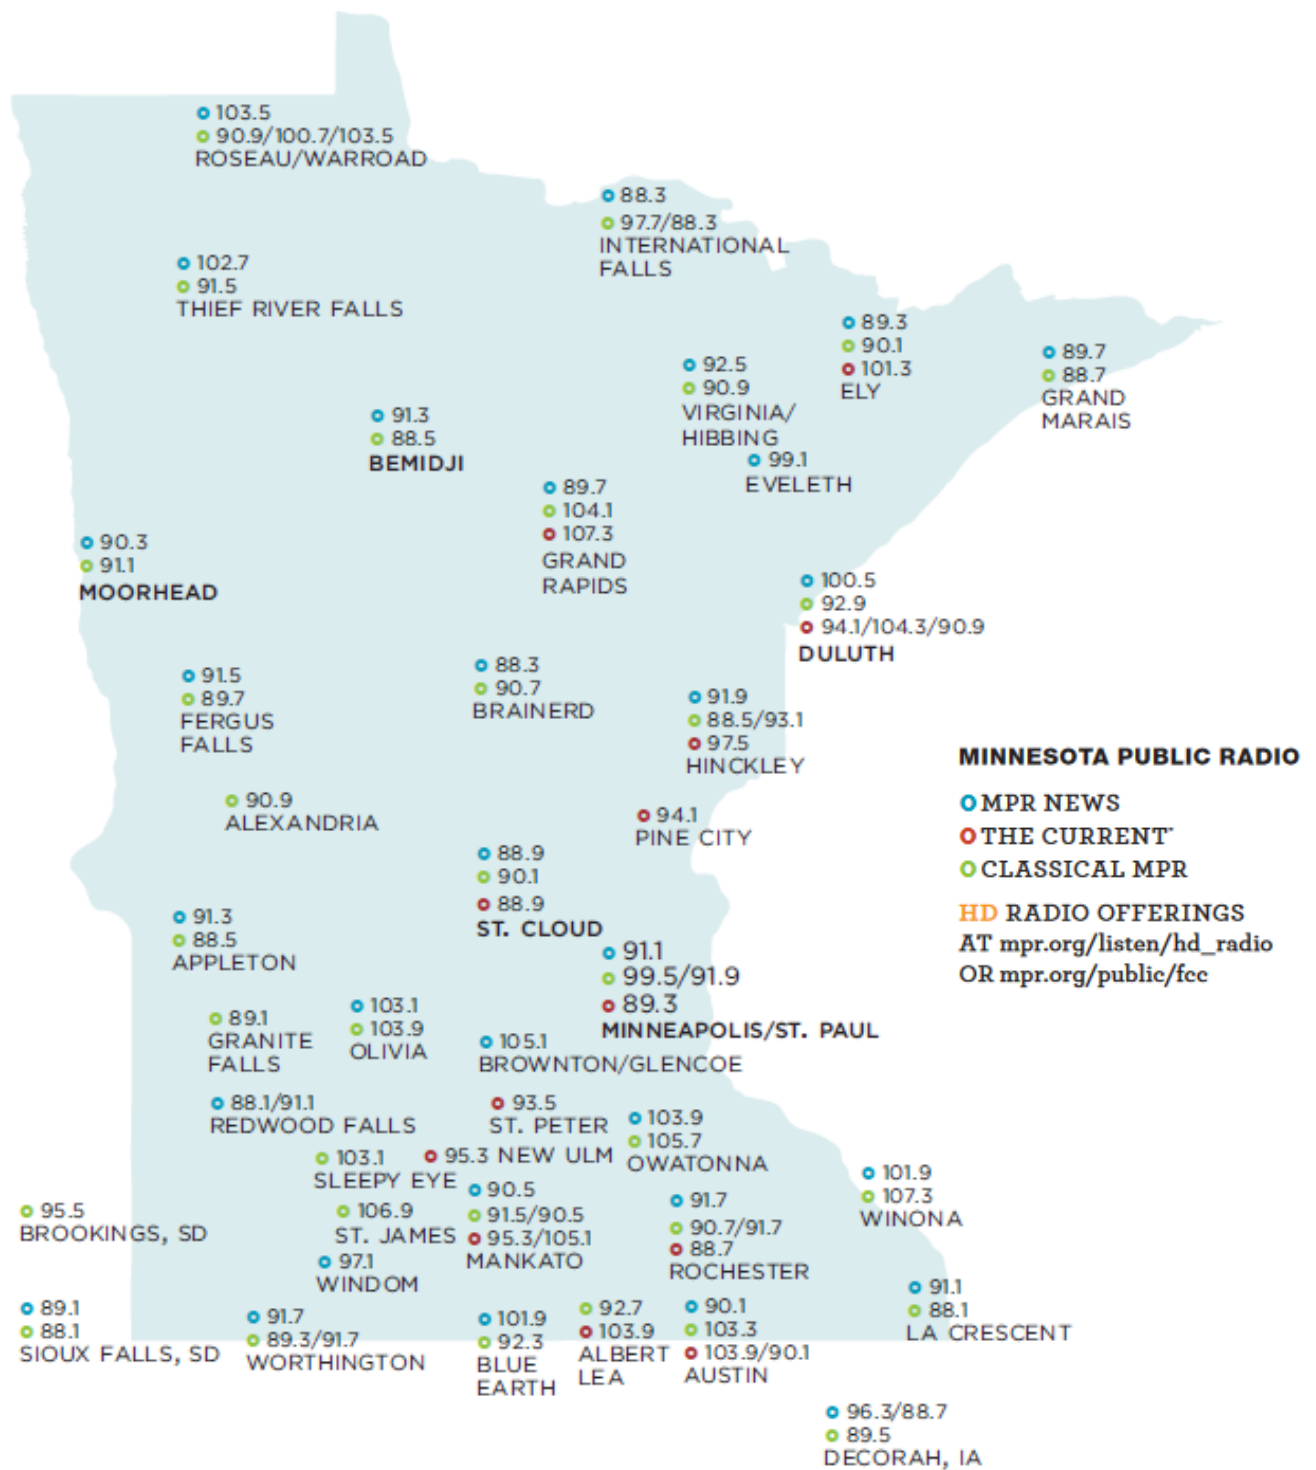 103.5
90.9/100.7/103.5
ROSEAU/WARROAD
88.3
97.7/88.3
INTERNATIONAL
FALLS
102.7
91.5
THIEF RIVER FALLS
89.3
90.1
101.3
ELY
89.7
88.7
GRAND
MARAIS
92.5
90.9
VIRGINIA/
HIBBING
99.1
EVELETH
91.3
88.5
BEMIDJI
89.7
104.1
107.3
GRAND
RAPIDS
90.3
91.1
MOORHEAD
100.5
92.9
94.1/104.3/90.9
DULUTH
91.5
89.7
FERGUS
FALLS
88.3
90.7
BRAINERD
91.9
88.5/93.1
97.5
HINCKLEY
MINNESOTA PUBLIC RADIO
MPR NEWS
THE CURRENT
CLASSICAL MPR
HD RADIO OFFERINGS
AT mpr.org/listen/hd_radio
OR mpr.org/public/fcc
90.9
ALEXANDRIA
94.1
PINE CITY
88.9
90.1
88.9
ST. CLOUD
91.3
88.5
APPLETON
91.1
99.5/91.9
89.3
MINNEAPOLIS/ST. PAUL
89.1
GRANITE
FALLS
103.1
103.9
OLIVIA
105.1
BROWNTON/GLENCOE
88.1/91.1
REDWOOD FALLS
93.5
ST. PETER
103.9
105.7
OWATONNA
103.1
SLEEPY EYE
95.3 NEW ULM
101.9
107.3
WINONA
95.5
BROOKINGS, SD
106.9
ST. JAMES
90.5
91.5/90.5
95.3/105.1
MANKATO
91.7
90.7/91.7
88.7
ROCHESTER
97.1
WINDOM
91.1
88.1
LA CRESCENT
89.1
88.1
SIOUX FALLS, SD
91.7
89.3/91.7
WORTHINGTON
101.9
92.3
BLUE
EARTH
92.7
103.9
ALBERT
LEA
90.1
103.3
103.9/90.1
AUSTIN
96.3/88.7
89.5
DECORAH, IA